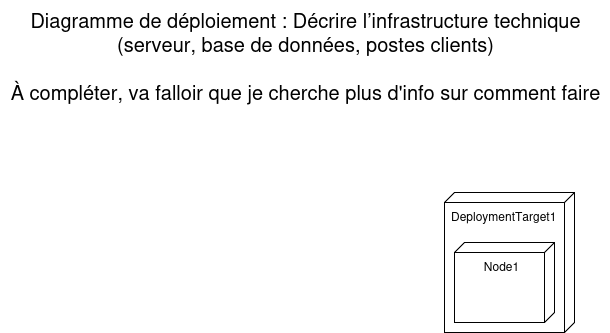 Diagramme de déploiement : Décrire l’infrastructure technique
(serveur, base de données, postes clients)
À compléter, va falloir que je cherche plus d'info sur comment faire
DeploymentTarget1
Node1